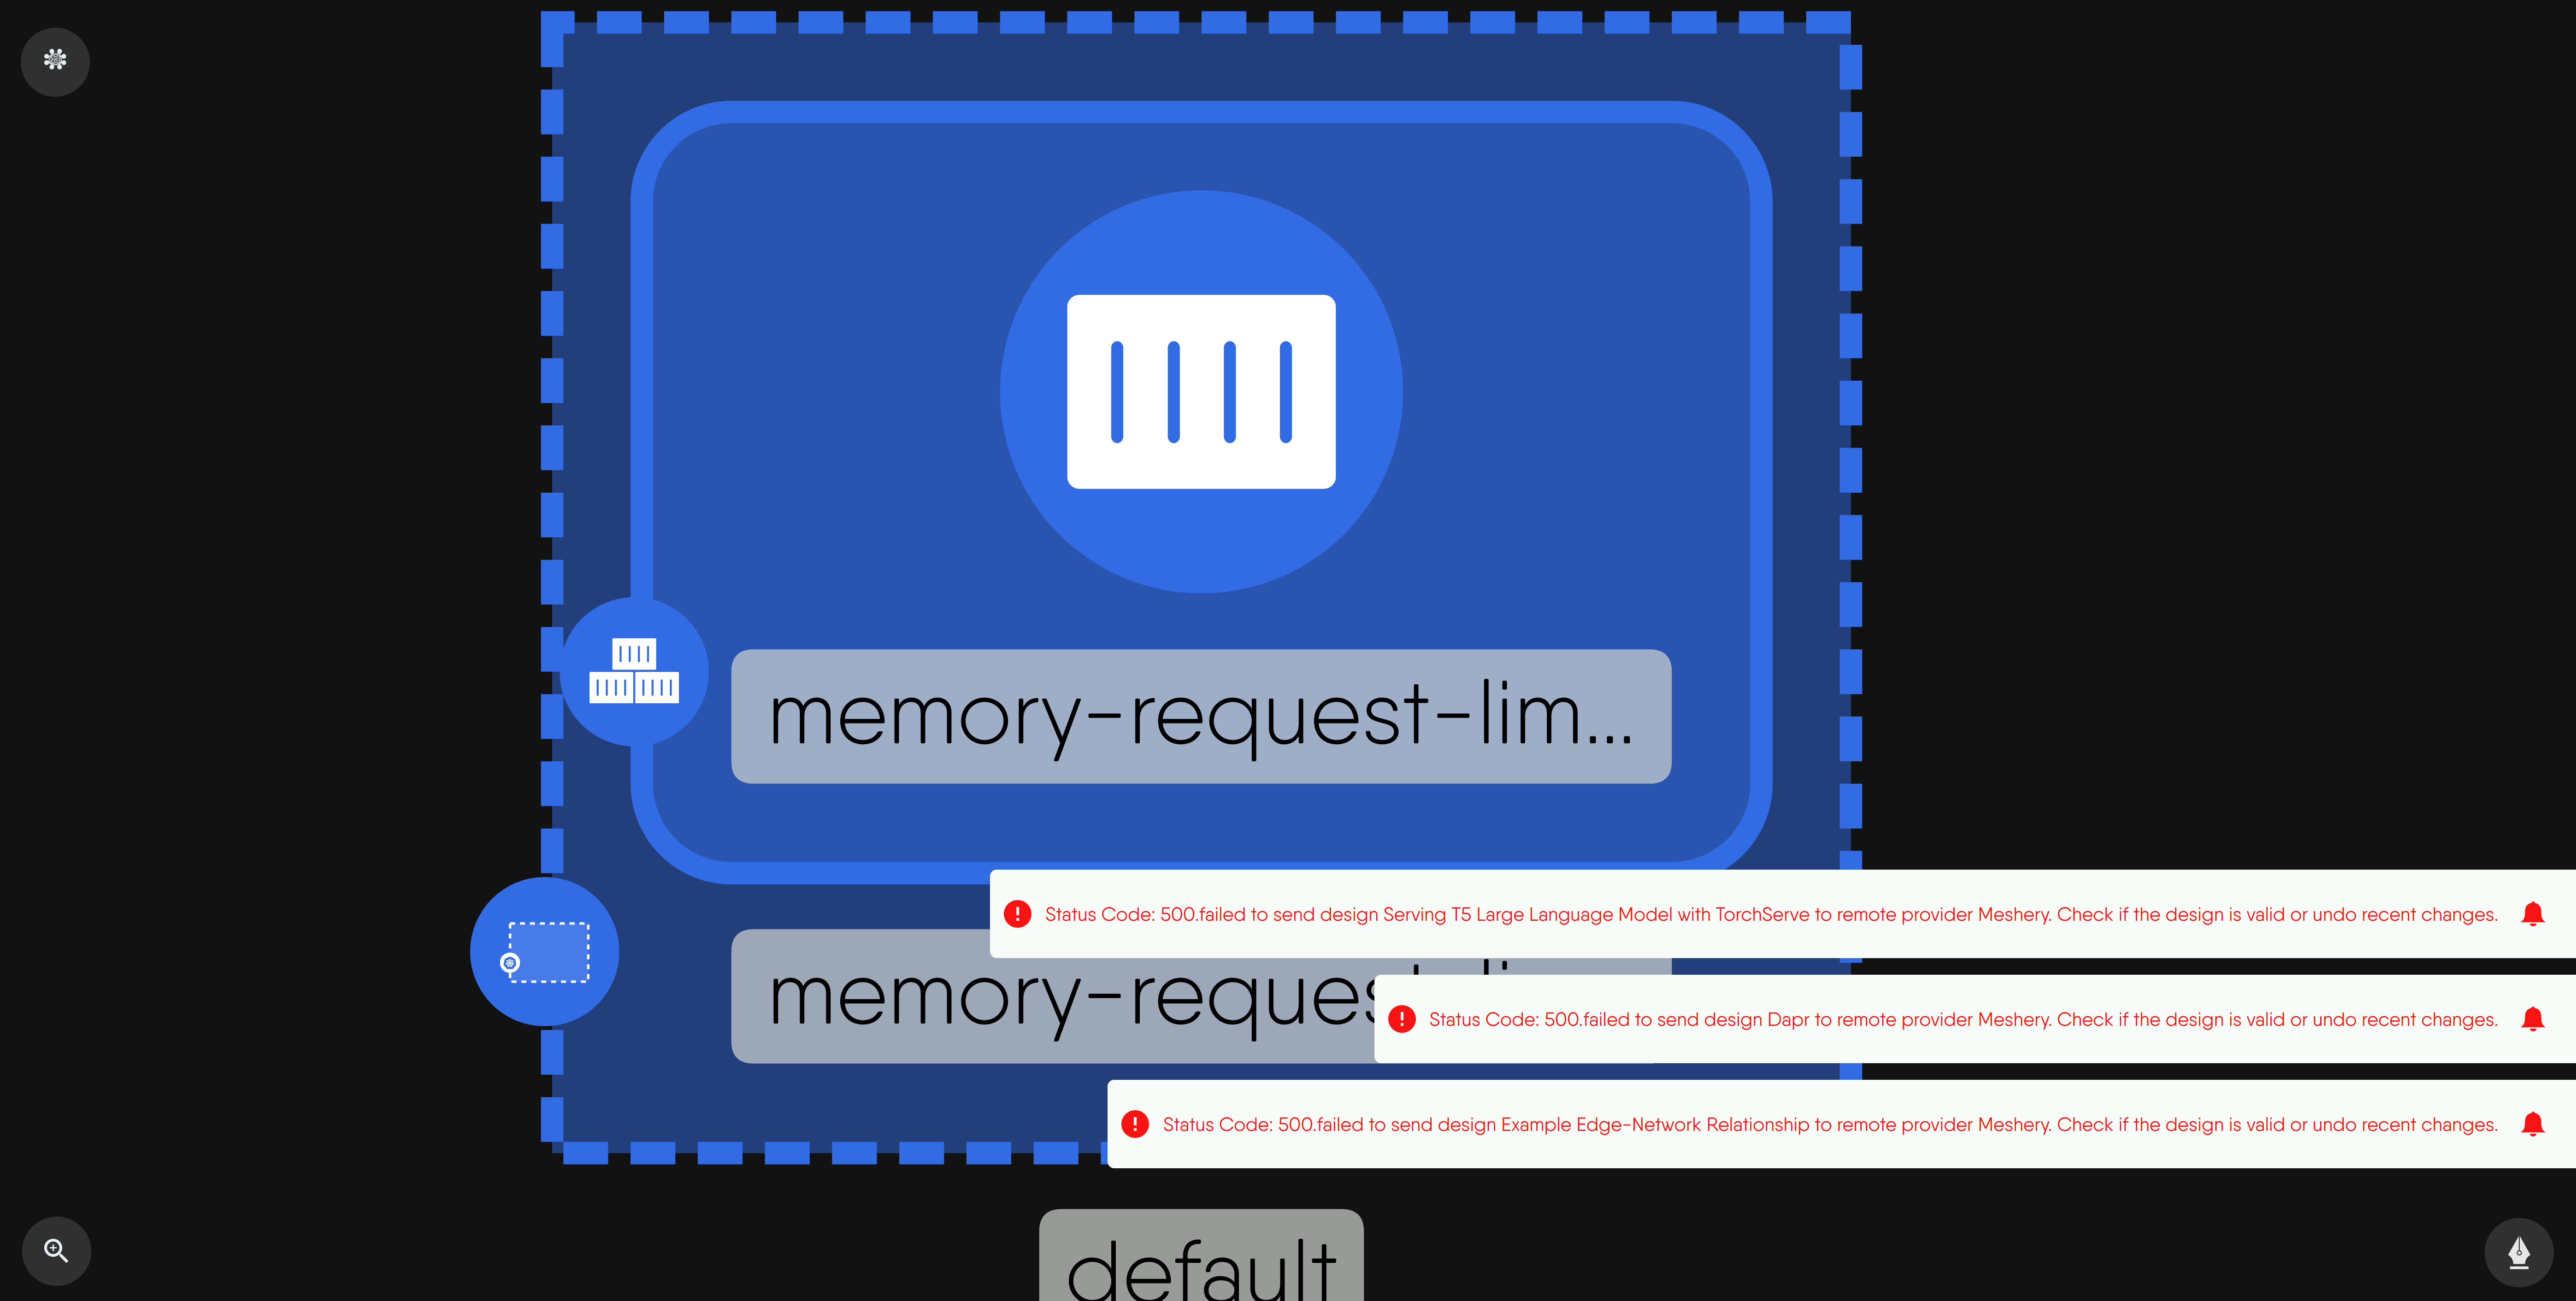 memory-request-lim...
Status Code: 500.failed to send design Serving T5 Large Language Model with TorchServe to remote provider Meshery. Check if the design is valid or undo recent changes.
Status Code: 500.failed to send design Dapr to remote provider Meshery. Check if the design is valid or undo recent changes.
Status Code: 500.failed to send design Example Edge-Network Relationship to remote provider Meshery. Check if the design is valid or undo recent changes.
default